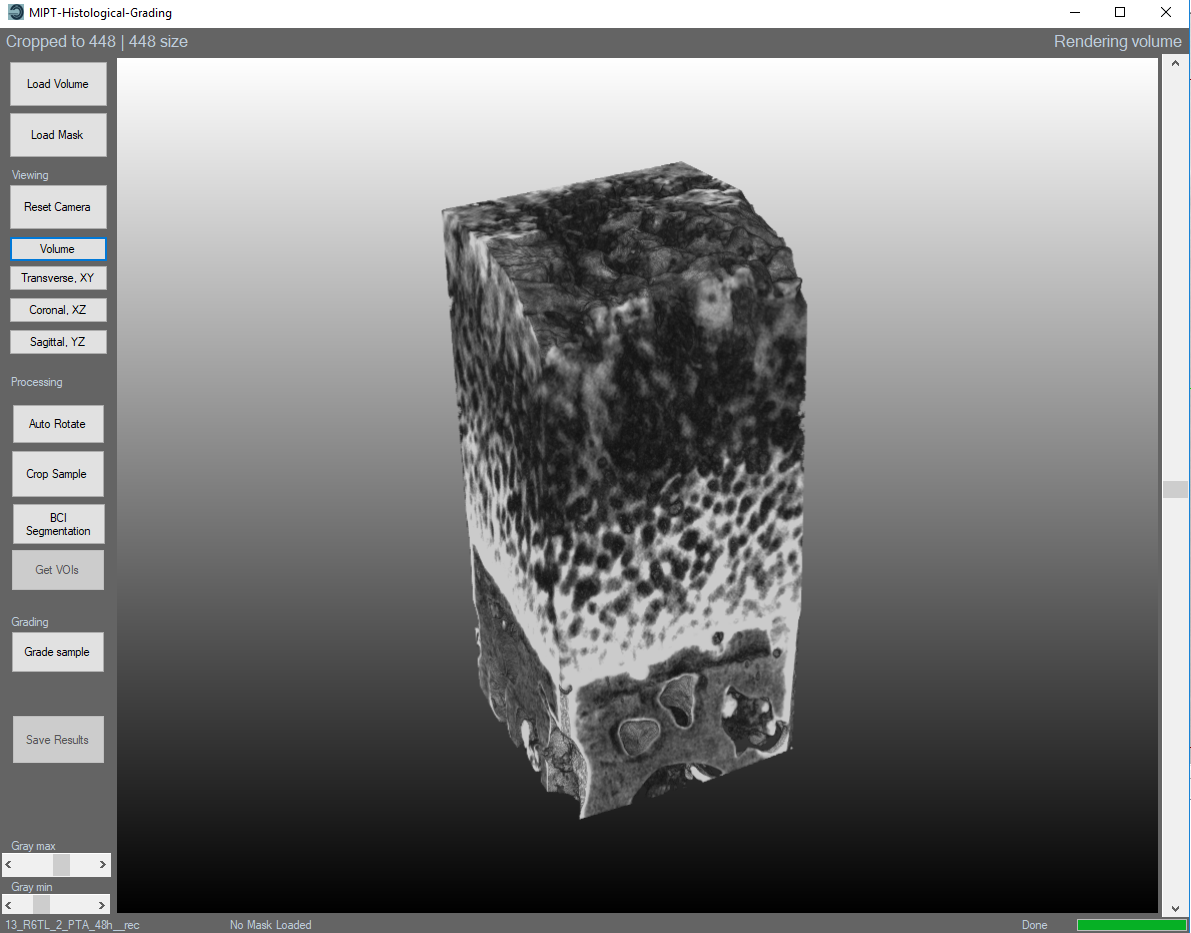 MIPT-Histological-Grading
Cropped to 448 | 448 size
Rendering volume
Load Volume
Load Mask
Viewing
Reset Camera
Volume
Transverse, XY
Coronal, XZ
Sagittal, YZ
Processing
Auto Rotate
Crop Sample
BCI
Segmentation
Get VOIs
Grading
Grade sample
Save Results
Gray max
Gray min
13_R6TL_2_PTA_48h__rec
No Mask Loaded
Done